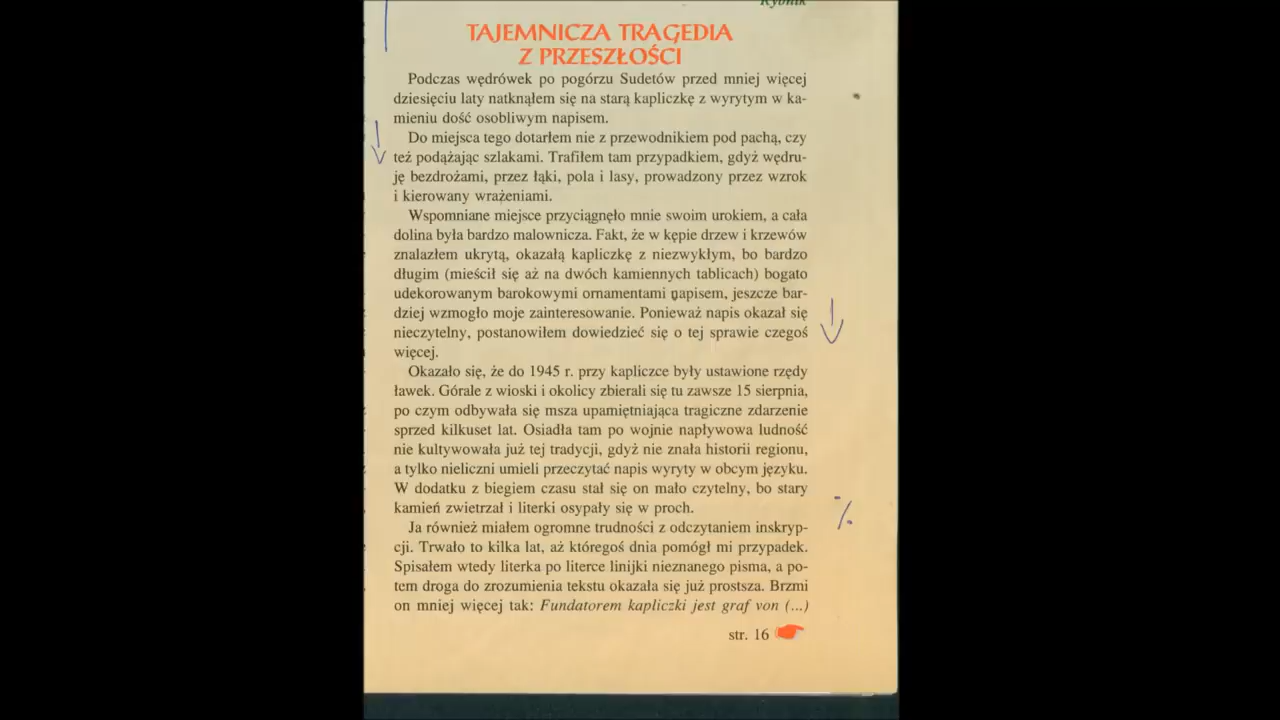 Rybnik
TAJEMNICZA TRAGEDIA
Z PRZESZŁOŚCI
Podczas wędrówek po pogórzu Sudetów przed mniej więcej
dziesięciu laty natknąłem się na starą kapliczkę z wyrytym w ka-
mieniu dość osobliwym napisem.
Do miejsca tego dotarłem nie z przewodnikiem pod pachą, czy
też podążając szlakami. Trafiłem tam przypadkiem, gdyż wędru-
ję bezdrożami, przez łąki, pola i lasy, prowadzony przez wzrok
i kierowany wrażeniami.
Wspomniane miejsce przyciągnęło mnie swoim urokiem, a cała
dolina była bardzo malownicza. Fakt, że w kępie drzew i krzewów
znalazłem ukrytą, okazałą kapliczkę z niezwykłym, bo bardzo
długim (mieścił się aż na dwóch kamiennych tablicach) bogato
udekorowanym barokowymi ornamentami napisem, jeszcze bar-
dziej wzmogło moje zainteresowanie. Ponieważ napis okazał się
nieczytelny, postanowiłem dowiedzieć się o tej sprawie czegoś
więcej.
Okazało się, że do 1945 r. przy kapliczce były ustawione rzędy
ławek. Górale z wioski i okolicy zbierali się tu zawsze 15 sierpnia,
po czym odbywała się msza upamiętniająca tragiczne zdarzenie
sprzed kilkuset lat. Osiadła tam po wojnie napływowa ludność
nie kultywowała już tej tradycji, gdyż nie znała historii regionu,
a tylko nieliczni umieli przeczytać napis wyryty w obcym języku.
W dodatku z biegiem czasu stał się on mało czytelny, bo stary
kamień zwietrzał i literki osypały się w proch.
Ja również miałem ogromne trudności z odczytaniem inskryp-
cji. Trwało to kilka lat, aż któregoś dnia pomógł mi przypadek.
Spisałem wtedy literka po literce linijki nieznanego pisma, a po-
tem droga do zrozumienia tekstu okazała się już prostsza. Brzmi
on mniej więcej tak: Fundatorem kapliczki jest graf von (...)
str. 16